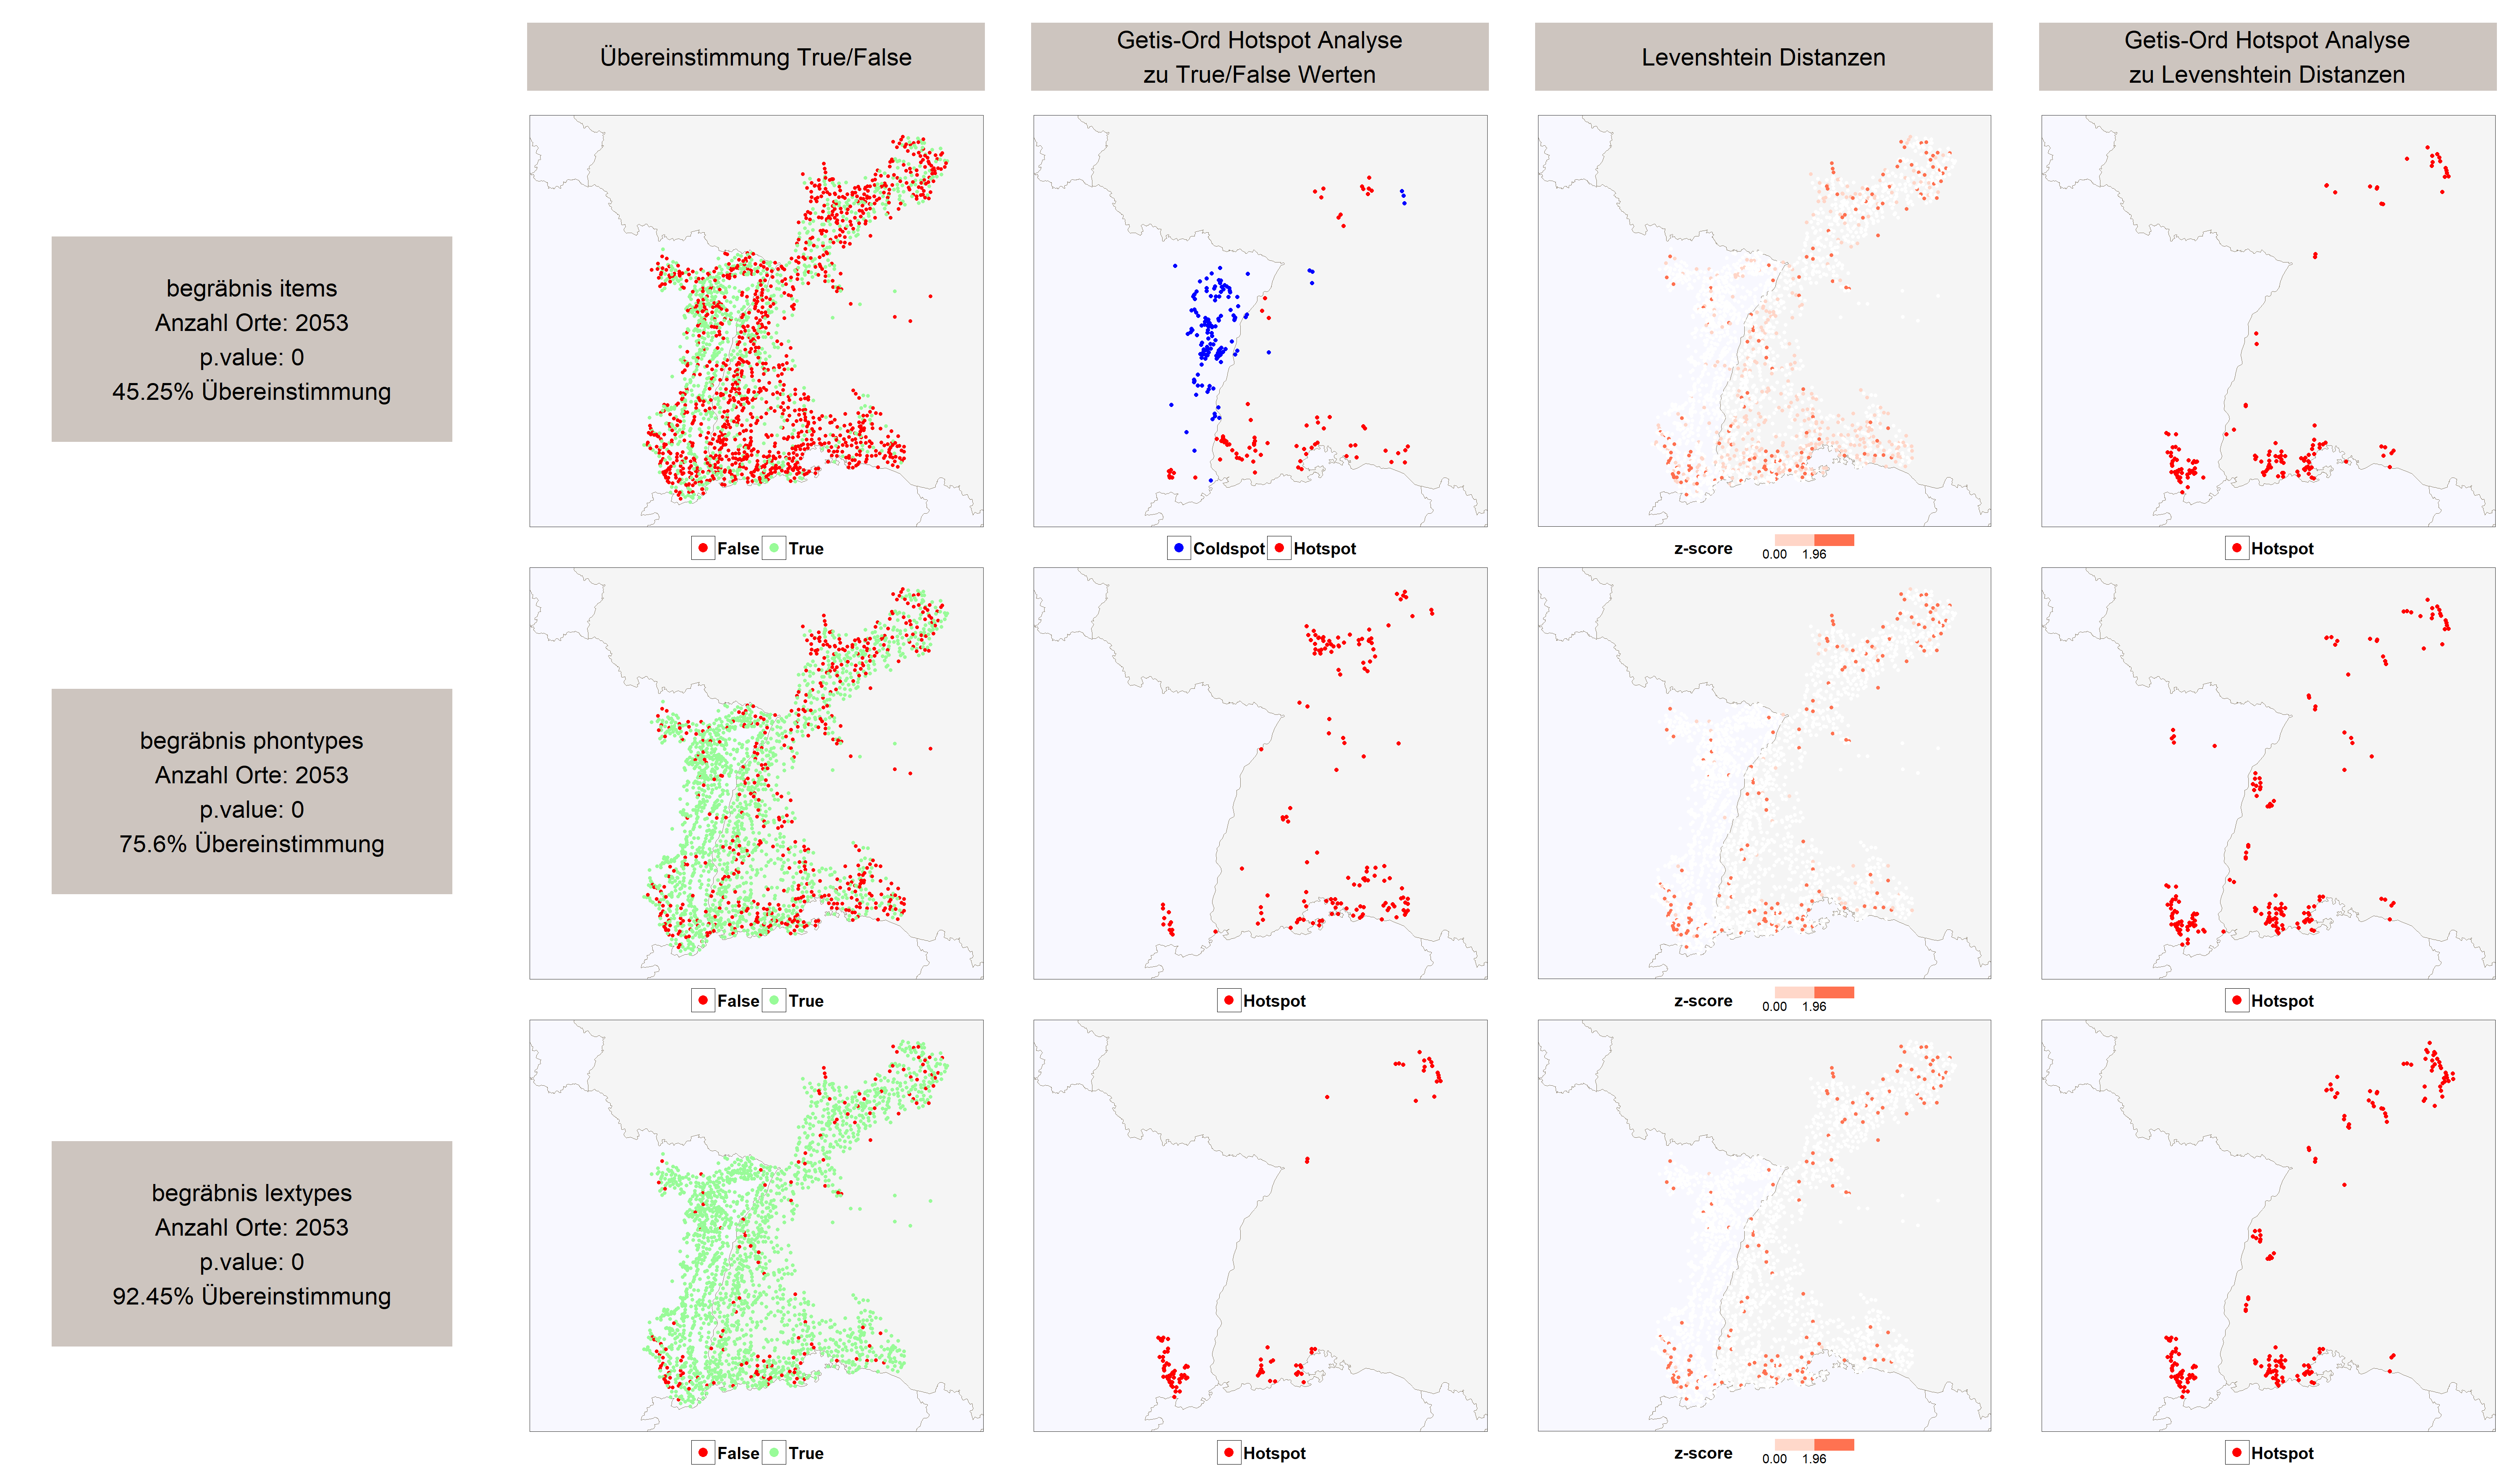 Übereinstimmung True/False
Getis-Ord Hotspot Analyse
zu True/False Werten
Levenshtein Distanzen
Getis-Ord Hotspot Analyse
zu Levenshtein Distanzen
begräbnis items
Anzahl Orte: 2053
p.value: 0
45.25% Übereinstimmung
False True
Coldspot Hotspot
z-score
0.00 1.96
Hotspot
begräbnis phontypes
Anzahl Orte: 2053
p.value: 0
75.6% Übereinstimmung
False True
Hotspot
z-score
0.00 1.96
Hotspot
begräbnis lextypes
Anzahl Orte: 2053
p.value: 0
92.45% Übereinstimmung
False True
Hotspot
z-score
0.00 1.96
Hotspot